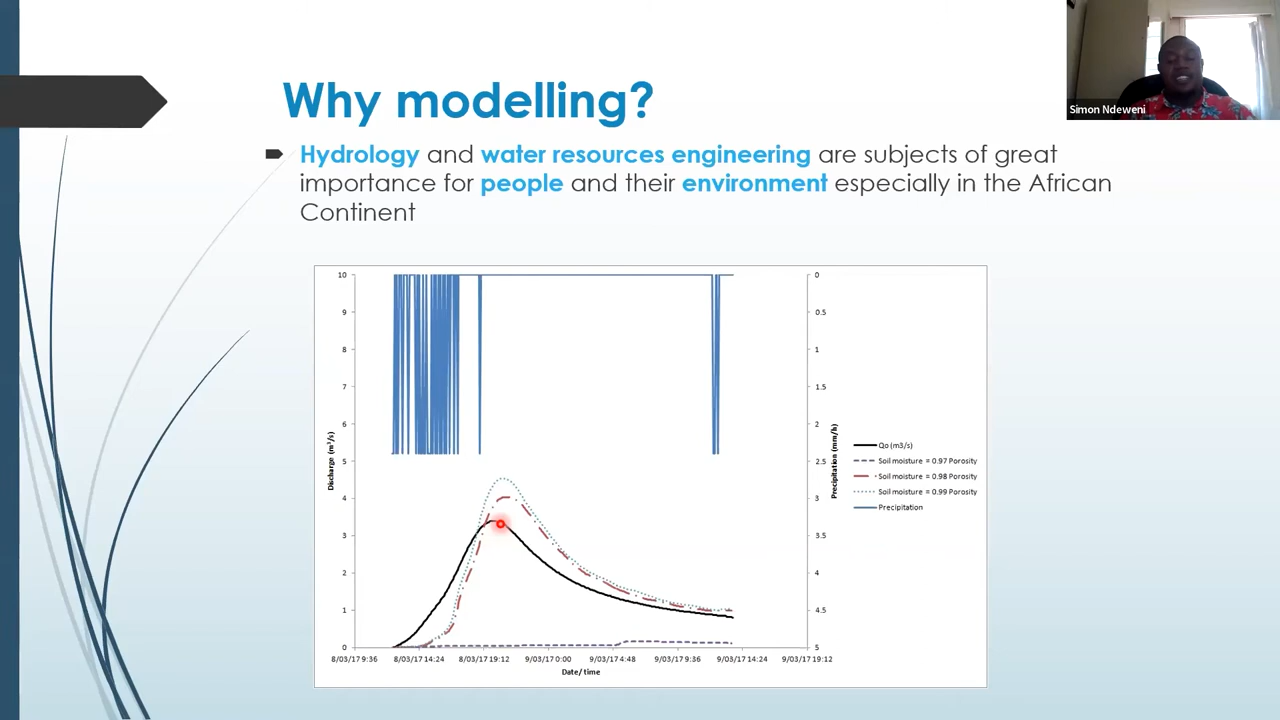 Why modelling?
Simon Ndeweni
Hydrology and water resources engineering are subjects of great
importance for people and their environment especially in the African
Continent
10
9
8
7
6
5
4
3
2
1
0
Discharge (m³/s)
0
0.5
1
1.5
2
2.5
3
3.5
4
4.5
5
Precipitation (mm/h)
Qo (m3/s)
Soil moisture = 0.97 Porosity
Soil moisture = 0.98 Porosity
Soil moisture = 0.99 Porosity
Precipitation
8/03/17 9:36 8/03/17 14:24 8/03/17 19:12 9/03/17 0:00 9/03/17 4:48 9/03/17 9:36 9/03/17 14:24 9/03/17 19:12
Date/ time